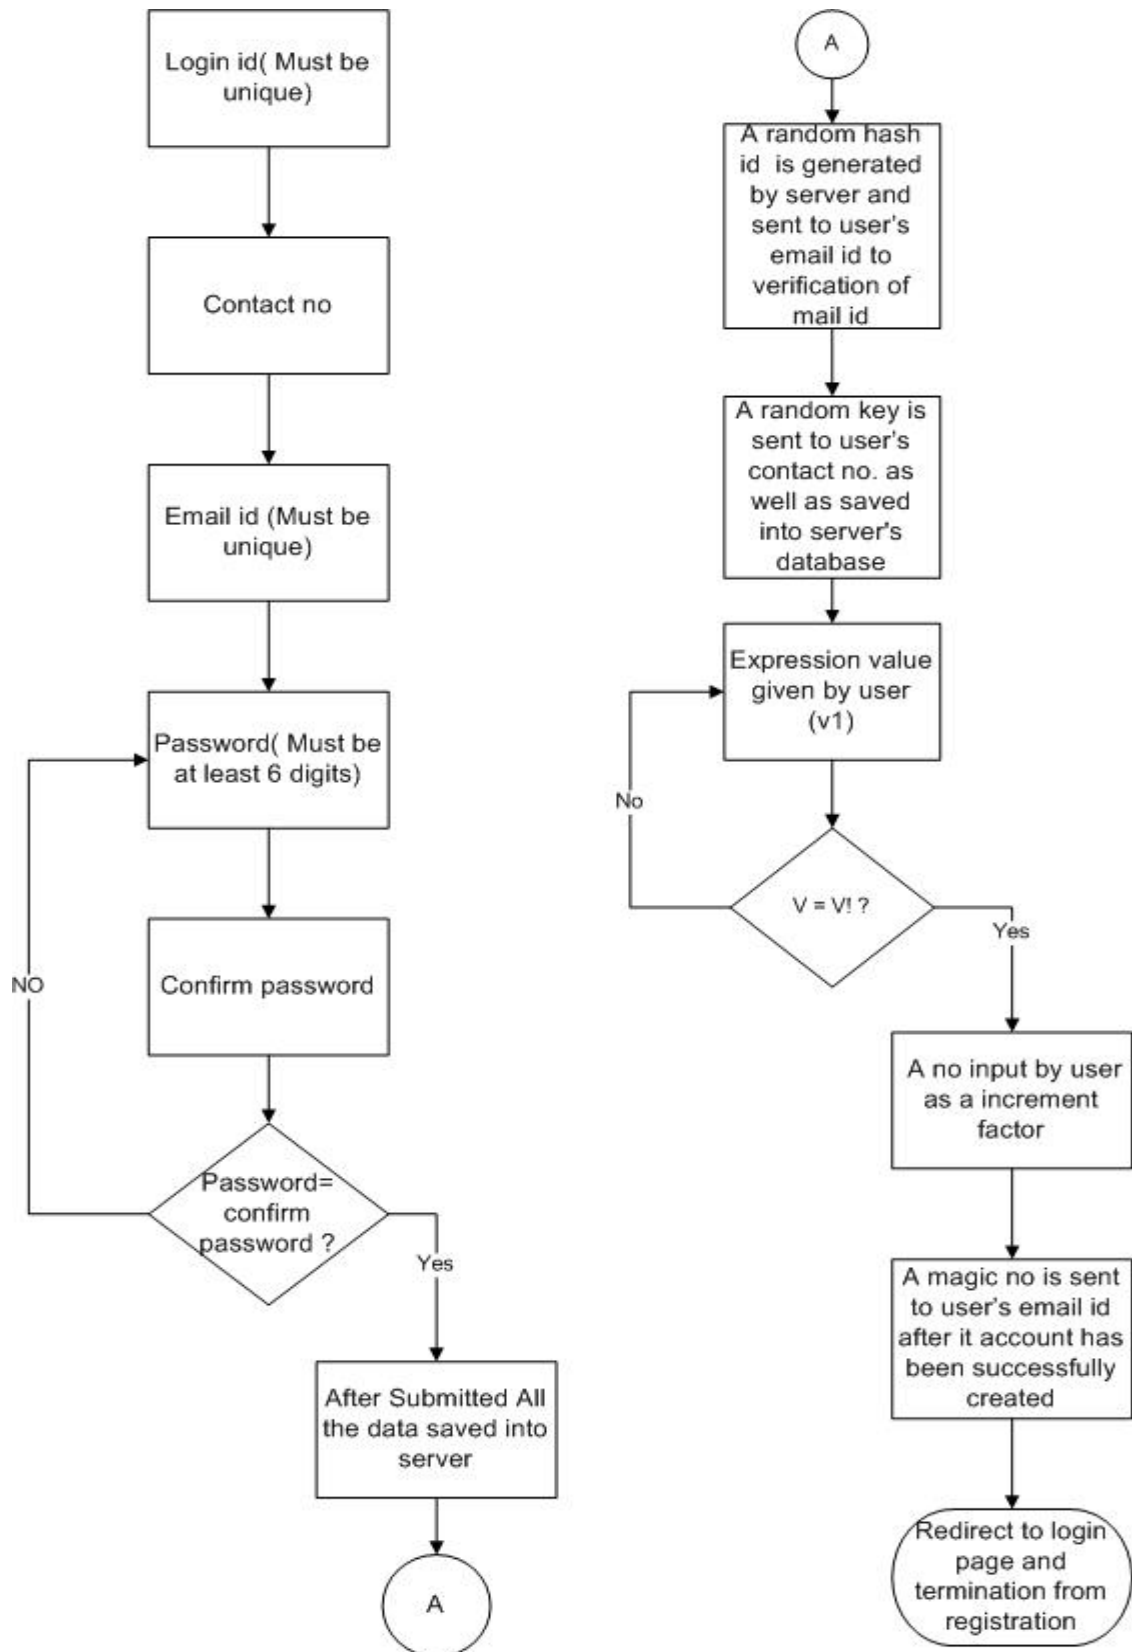 Login id( Must be
unique)
Contact no
Email id (Must be
unique)
Password( Must be
at least 6 digits)
Confirm password
NO
Password=
confirm
password ?
Yes
After Submitted All
the data saved into
server
A
A
A random hash
id is generated
by server and
sent to user's
email id to
verification of
mail id
A random key is
sent to user's
contact no. as
well as saved
into server's
database
Expression value
given by user
(v1)
No
V = V! ?
Yes
A no input by user
as a increment
factor
A magic no is sent
to user's email id
after it account has
been successfully
created
Redirect to login
page and
termination from
registration